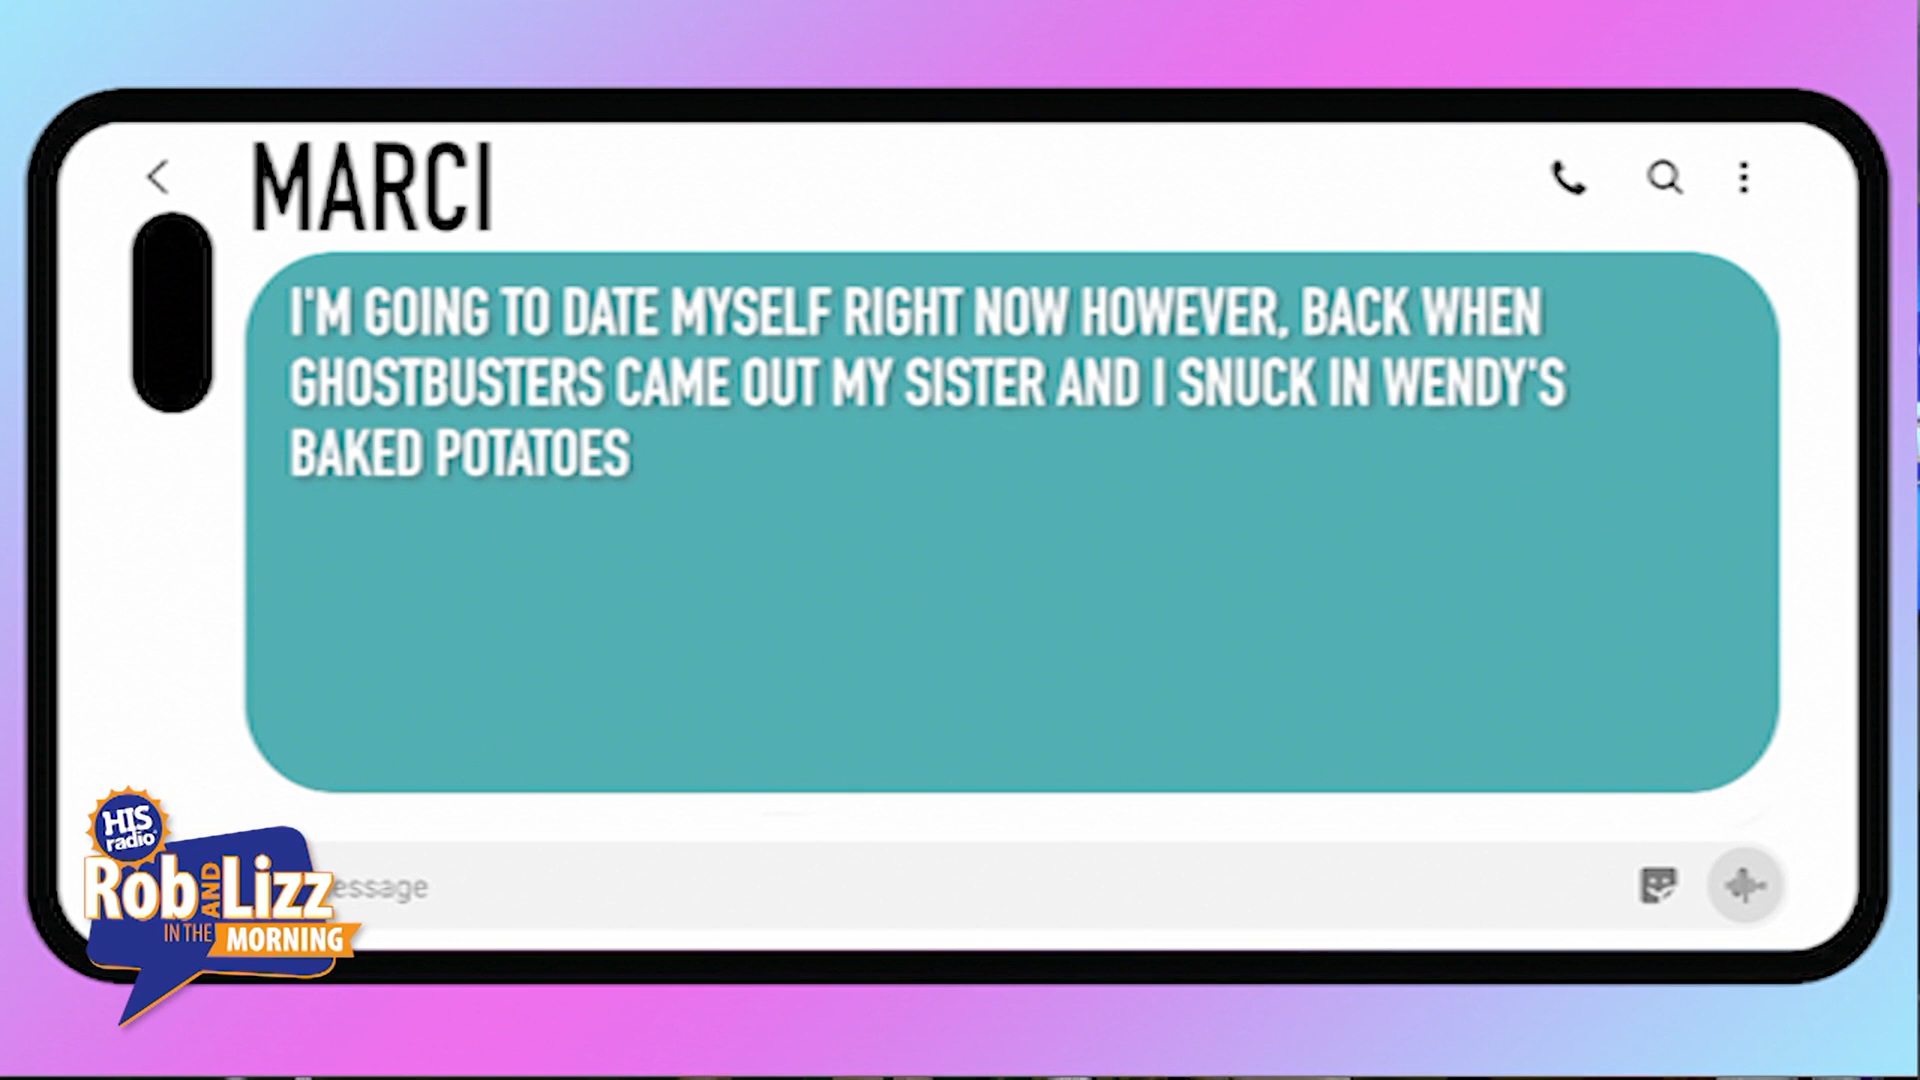 MARCI
I'M GOING TO DATE MYSELF RIGHT NOW HOWEVER, BACK WHEN
GHOSTBUSTERS CAME OUT MY SISTER AND I SNUCK IN WENDY'S
BAKED POTATOES
essage
HIS
radio
Rob AND Lizz
IN THE MORNING